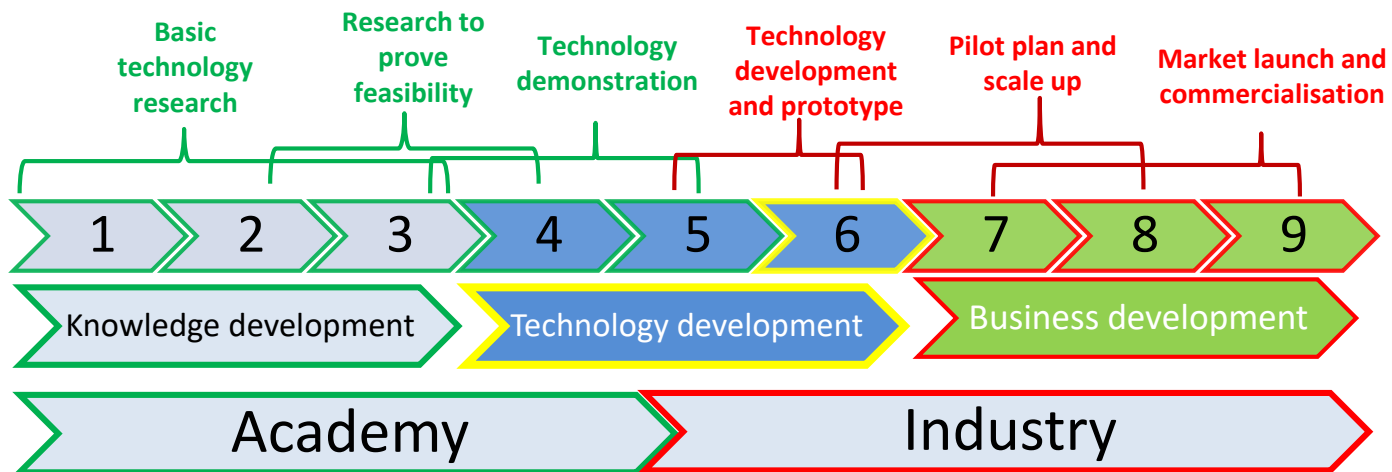 Basic
technology
research
Research to
prove
feasibility
Technology
demonstration
Technology
development
and prototype
Pilot plan and
scale up
Market launch and
commercialisation
1 2 3 4 5 6 7 8 9
Knowledge development
Technology development
Business development
Academy
Industry